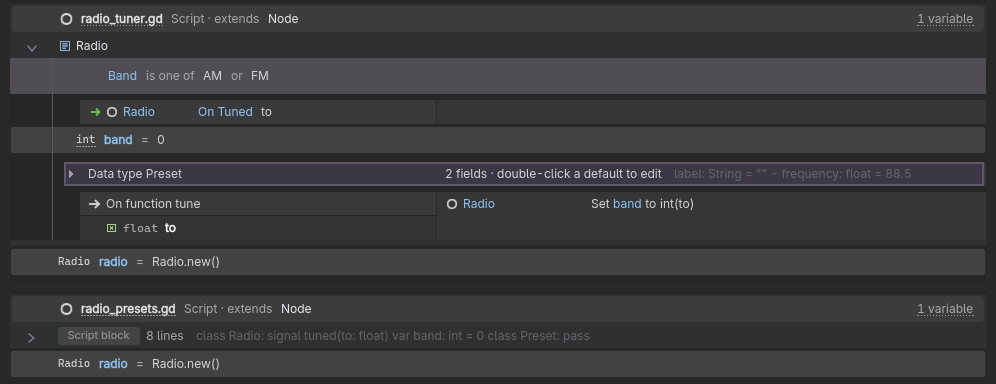 radio_tuner.gd Script · extends Node 1 variable
Radio
Band is one of AM or FM
Radio On Tuned to
int band = 0
Data type Preset 2 fields · double-click a default to edit label: String = "" - frequency: float = 88.5
On function tune Radio Set band to int(to)
float to
Radio radio = Radio.new()
radio_presets.gd Script · extends Node 1 variable
Script block 8 lines class Radio: signal tuned(to: float) var band: int = 0 class Preset: pass
Radio radio = Radio.new()